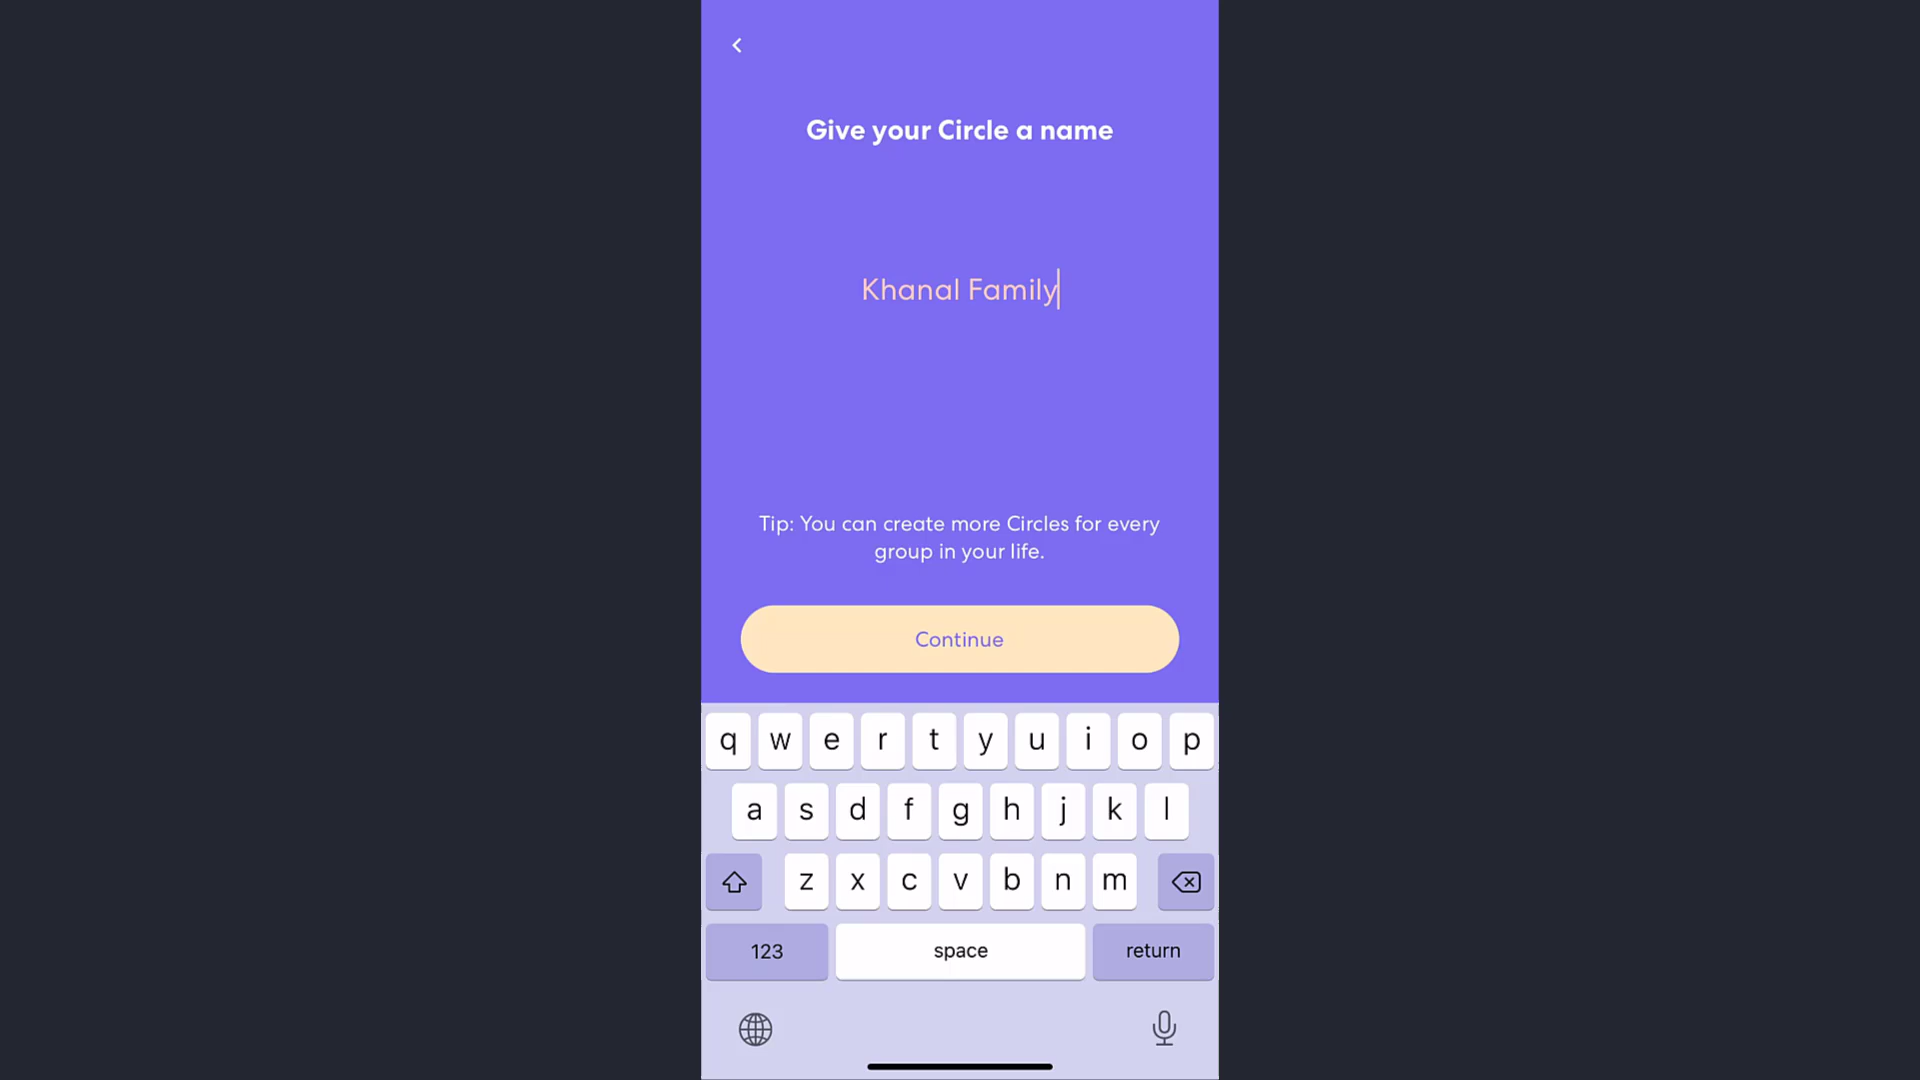 Give your Circle a name
Khanal Family
Tip: You can create more Circles for every
group in your life.
Continue
q w e r t y u i o p
a s d f g h j k l
z x c v b n m
123 space return